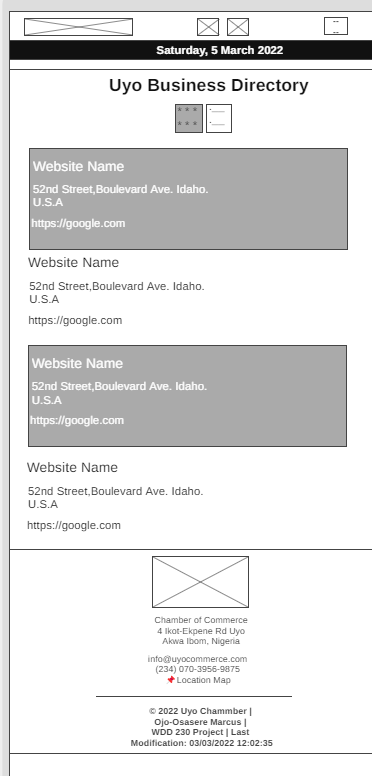 Saturday, 5 March 2022
Uyo Business Directory
Website Name
52nd Street,Boulevard Ave. Idaho.
U.S.A
https://google.com
Website Name
52nd Street,Boulevard Ave. Idaho.
U.S.A
https://google.com
Website Name
52nd Street,Boulevard Ave. Idaho.
U.S.A
https://google.com
Website Name
52nd Street,Boulevard Ave. Idaho.
U.S.A
https://google.com
Chamber of Commerce
4 Ikot-Ekpene Rd Uyo
Akwa Ibom, Nigeria
info@uyocommerce.com
(234) 070-3956-9875
Location Map
© 2022 Uyo Chammber |
Ojo-Osasere Marcus |
WDD 230 Project | Last
Modification: 03/03/2022 12:02:35